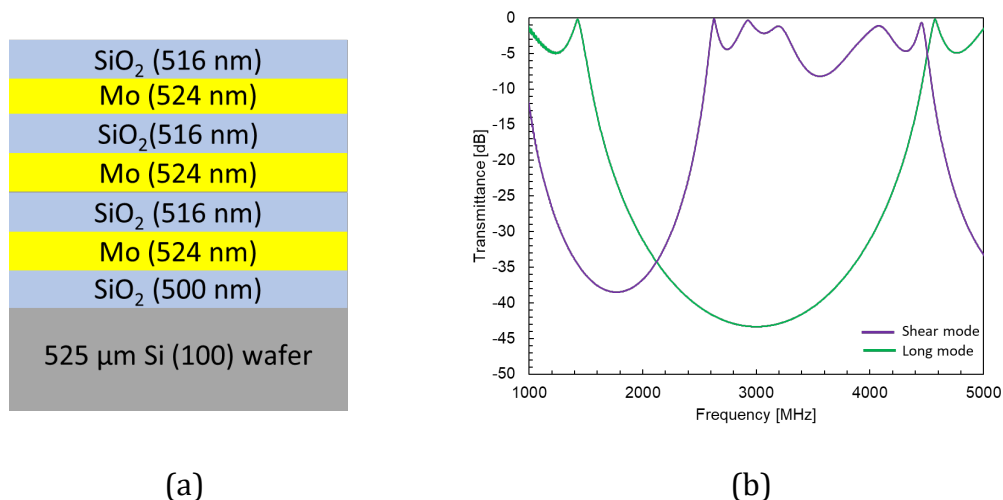 SiO₂ (516 nm)
Mo (524 nm)
SiO₂(516 nm)
Mo (524 nm)
SiO₂ (516 nm)
Mo (524 nm)
SiO₂ (500 nm)
525 µm Si (100) wafer
(a)
Transmittance [dB]
0
-5
-10
-15
-20
-25
-30
-35
-40
-45
-50
1000
2000
3000
4000
5000
Frequency [MHz]
Shear mode
Long mode
(b)